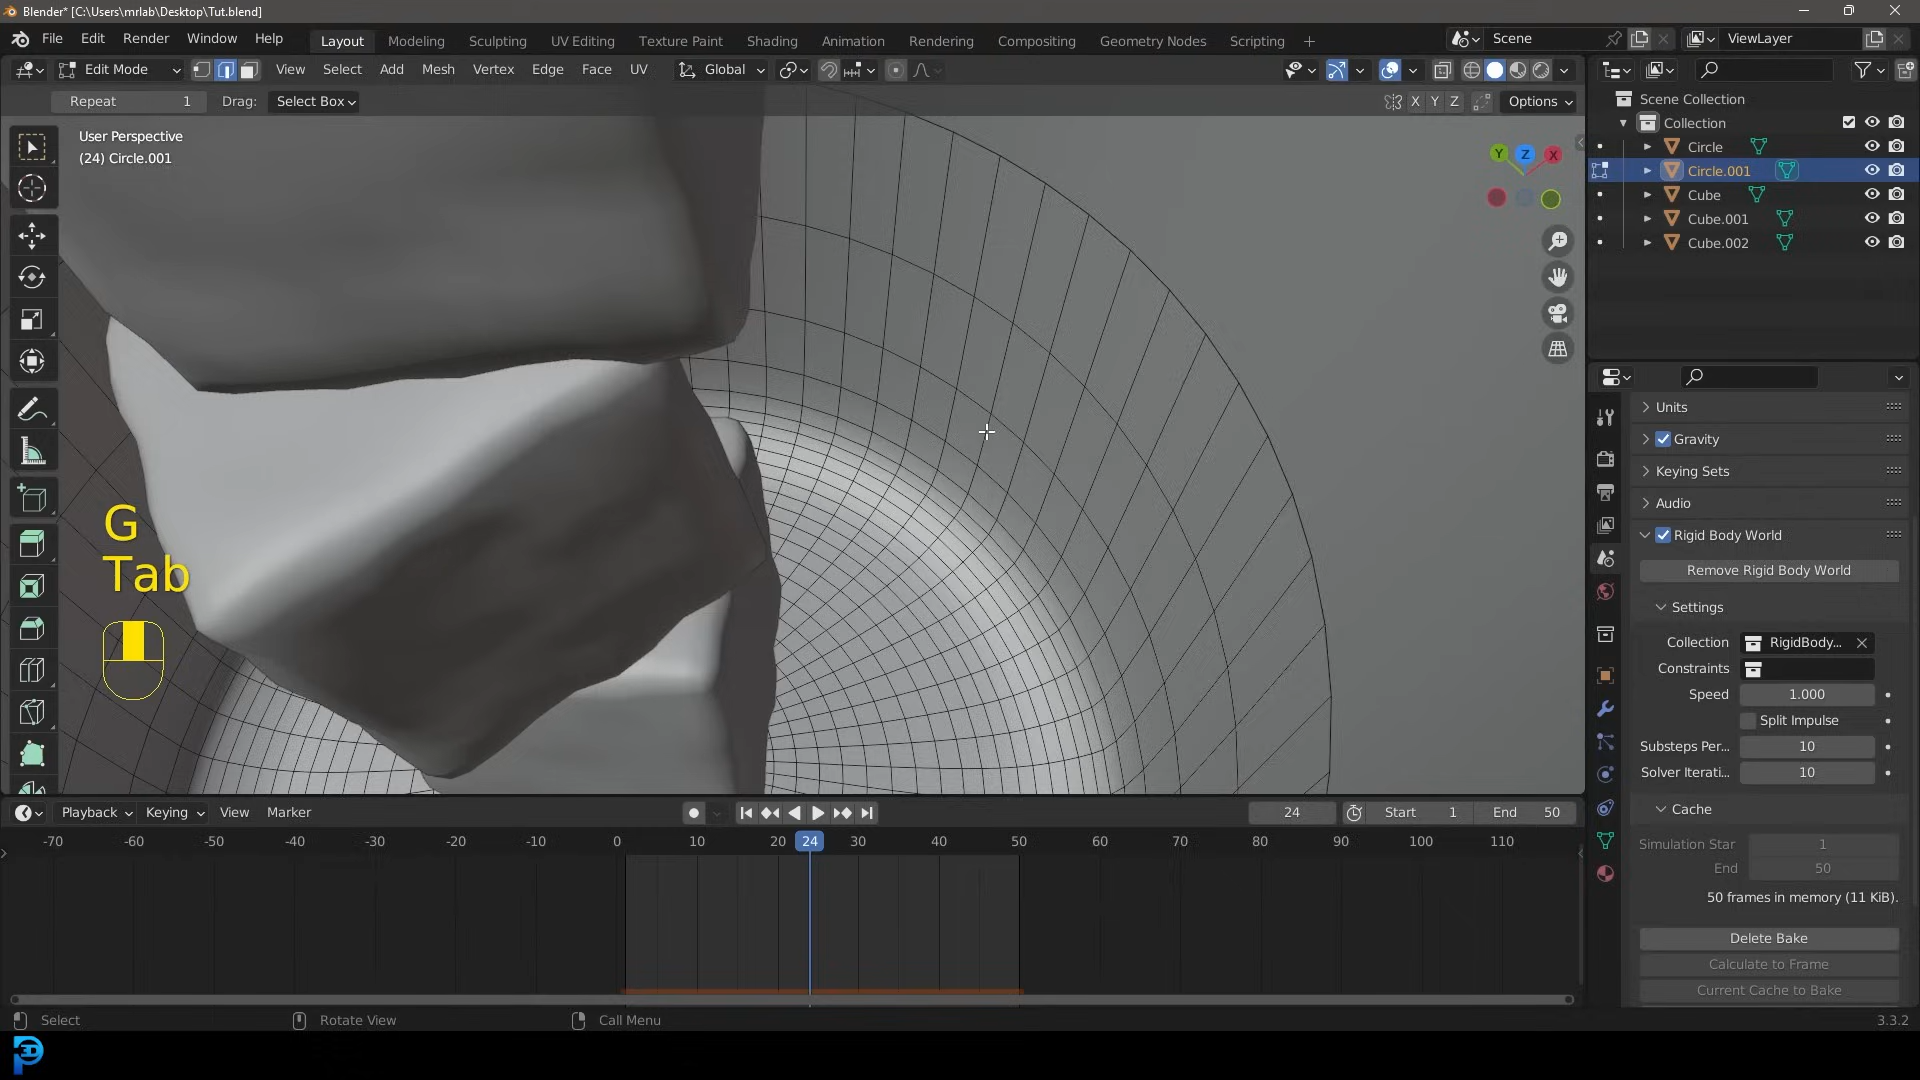 Blender* [C:\Users\mrlab\Desktop\Tut.blend]
File Edit Render Window Help
Layout Modeling Sculpting UV Editing Texture Paint Shading Animation Rendering Compositing Geometry Nodes Scripting +
Scene ViewLayer
Edit Mode View Select Add Mesh Vertex Edge Face UV Global
Repeat 1 Drag: Select Box
X Y Z Options
User Perspective
(24) Circle.001
Y Z X
G
Tab
Scene Collection
Collection
Circle
Circle.001
Cube
Cube.001
Cube.002
Units
Gravity
Keying Sets
Audio
Rigid Body World
Remove Rigid Body World
Settings
Collection RigidBody...
Constraints
Speed 1.000
Split Impulse
Substeps Per... 10
Solver Iterati... 10
Cache
Simulation Star 1
End 50
50 frames in memory (11 KiB).
Delete Bake
Calculate to Frame
Current Cache to Bake
Playback Keying View Marker 24 Start 1 End 50
-70 -60 -50 -40 -30 -20 -10 0 10 20 24 30 40 50 60 70 80 90 100 110
Select Rotate View Call Menu 3.3.2